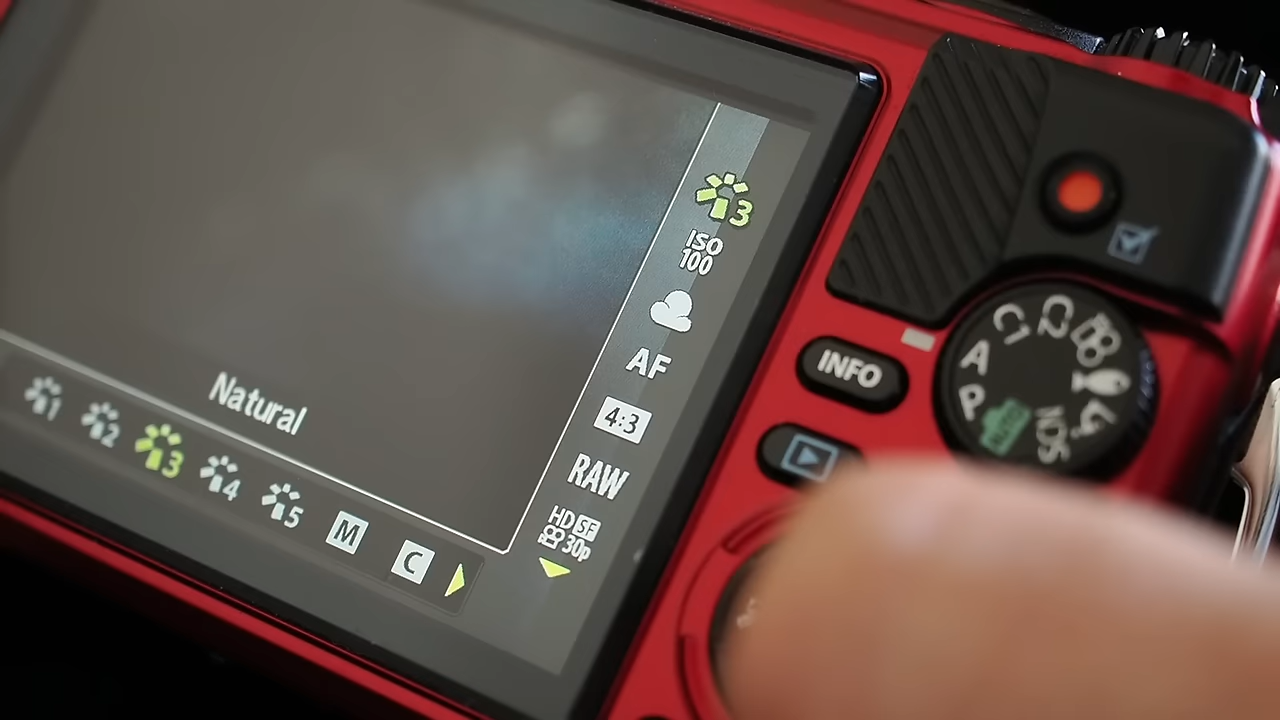 3
ISO
100
AF
4:3
RAW
HD SF
30p
Natural
1 2 3 4 5 M C
INFO
C1 C2
A
P
AUTO